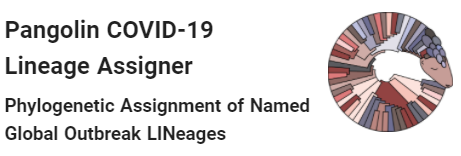 Pangolin COVID-19
Lineage Assigner
Phylogenetic Assignment of Named
Global Outbreak LINeages